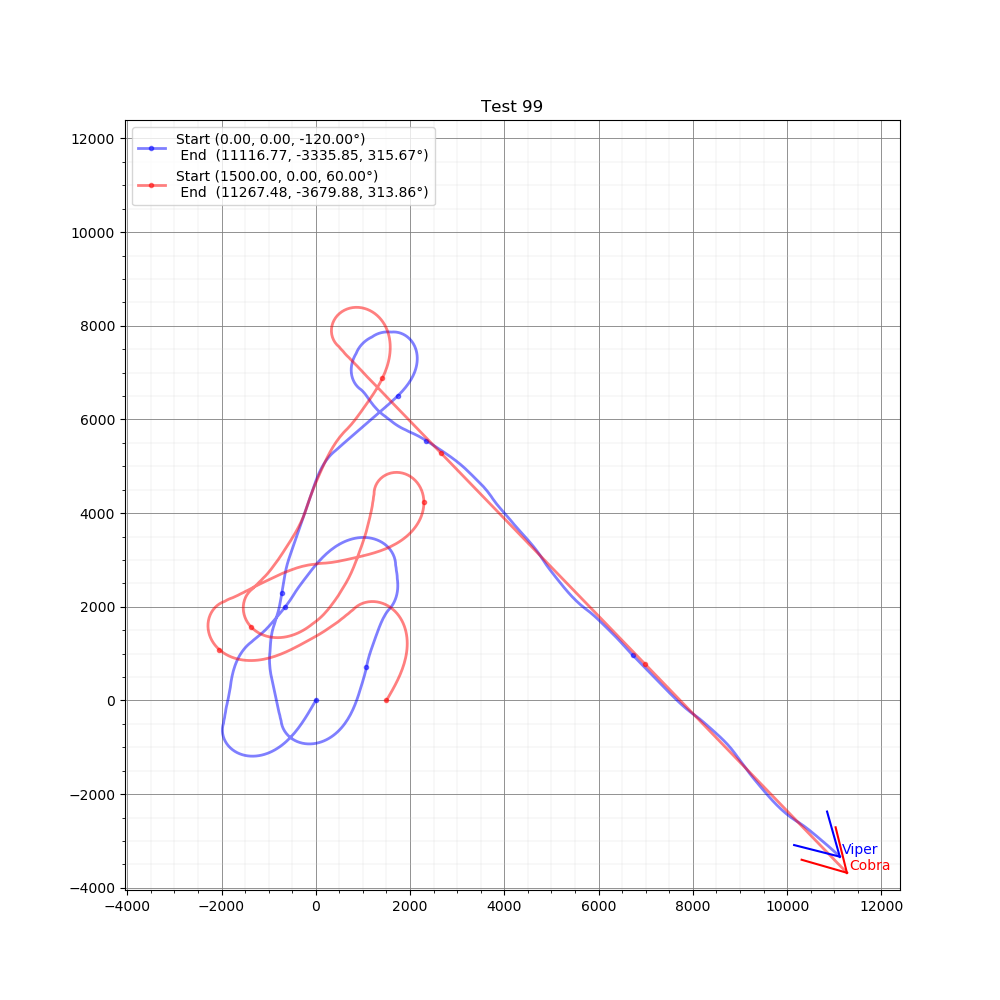 Test 99
Start (0.00, 0.00, -120.00°)
End (11116.77, -3335.85, 315.67°)
Start (1500.00, 0.00, 60.00°)
End (11267.48, -3679.88, 313.86°)
12000
10000
8000
6000
4000
2000
0
−2000
−4000
Viper
Cobra
−4000 −2000 0 2000 4000 6000 8000 10000 12000